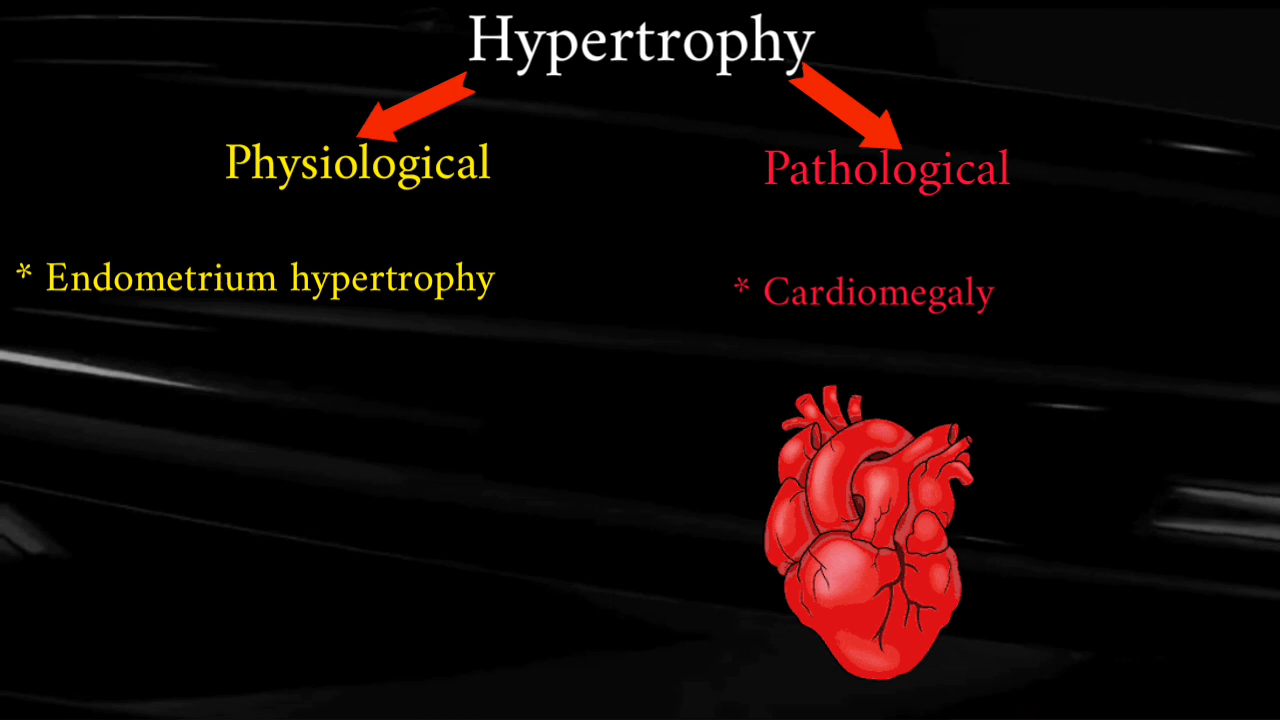 Hypertrophy
Physiological
Pathological
* Endometrium hypertrophy
* Cardiomegaly